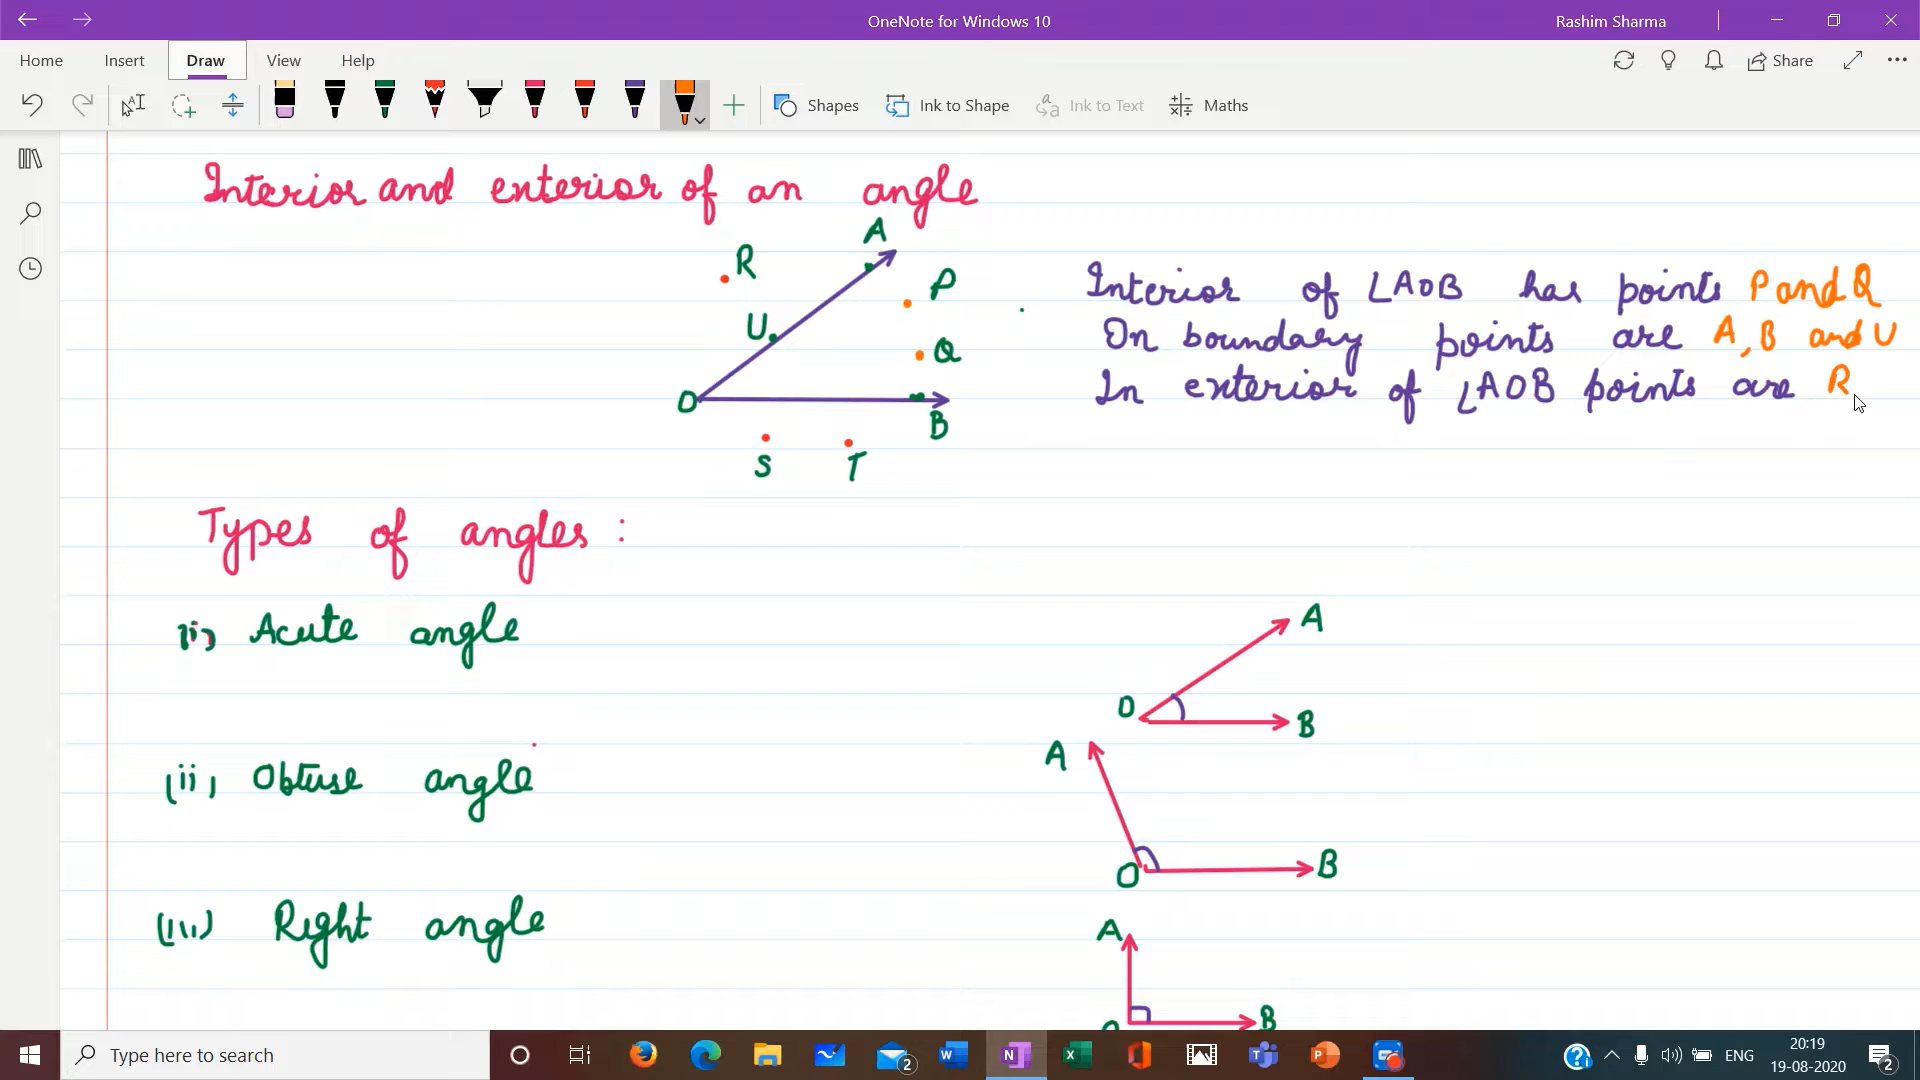 OneNote for Windows 10
Rashim Sharma
Home Insert Draw View Help
Share
Shapes Ink to Shape Ink to Text Maths
Interior and exterior of an angle
A
R
P
U
Q
O
B
S T
Interior of ∠AOB has points P and Q
On boundary points are A, B and U
In exterior of ∠AOB points are R
Types of angles :
(i) Acute angle
A
O
B
(ii) Obtuse angle
A
O
B
(iii) Right angle
A
B
Type here to search
2
ENG
20:19
19-08-2020
2